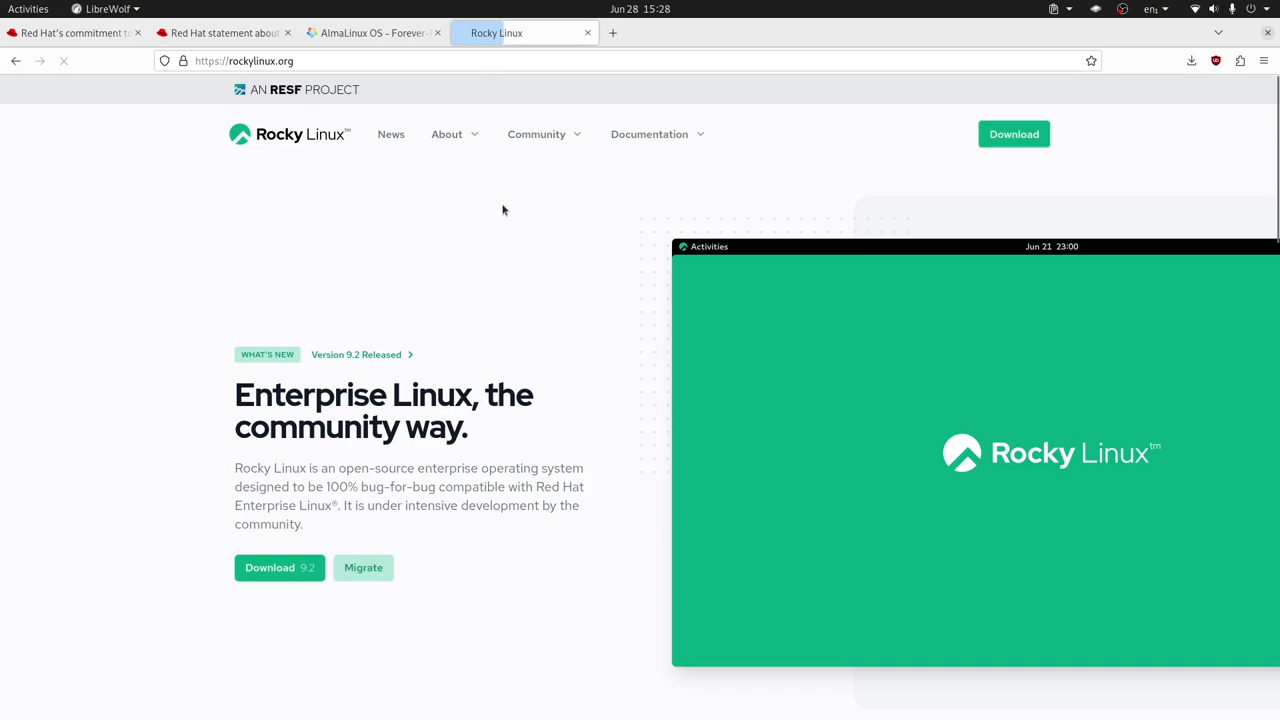 Activities
LibreWolf
Jun 28 15:28
en₁
Red Hat's commitment to
Red Hat statement about
AlmaLinux OS - Forever-
Rocky Linux
https://rockylinux.org
AN RESF PROJECT
Rocky Linux™
News
About
Community
Documentation
Download
Activities
Jun 21 23:00
WHAT'S NEW
Version 9.2 Released
Enterprise Linux, the
community way.
Rocky Linux is an open-source enterprise operating system
designed to be 100% bug-for-bug compatible with Red Hat
Enterprise Linux®. It is under intensive development by the
community.
Download 9.2
Migrate
Rocky Linux™